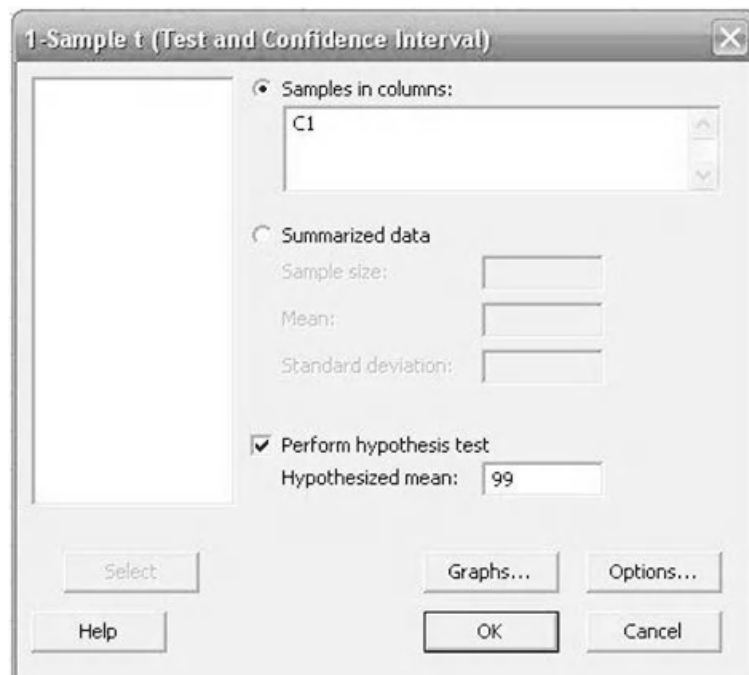 1-Sample t (Test and Confidence Interval)
Samples in columns:
C1
Summarized data
Sample size:
Mean:
Standard deviation:
Perform hypothesis test
Hypothesized mean: 99
Select
Graphs...
Options...
Help
OK
Cancel